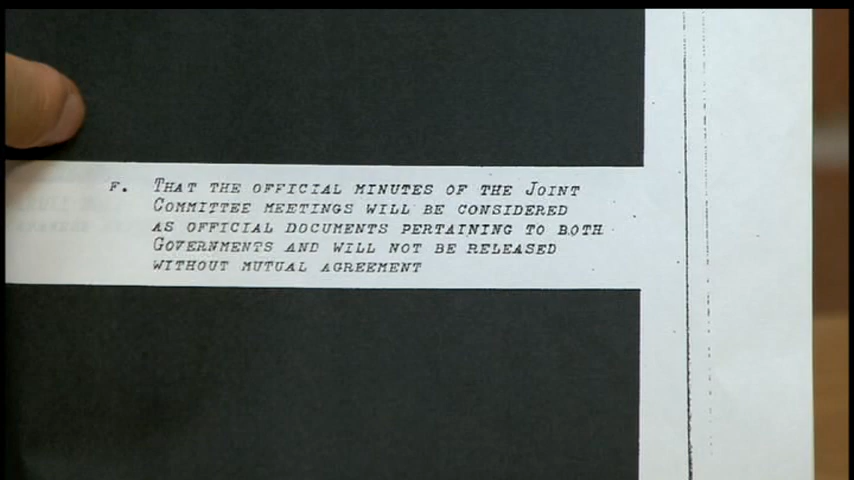 F. THAT THE OFFICIAL MINUTES OF THE JOINT
COMMITTEE MEETINGS WILL BE CONSIDERED
AS OFFICIAL DOCUMENTS PERTAINING TO BOTH
GOVERNMENTS AND WILL NOT BE RELEASED
WITHOUT MUTUAL AGREEMENT